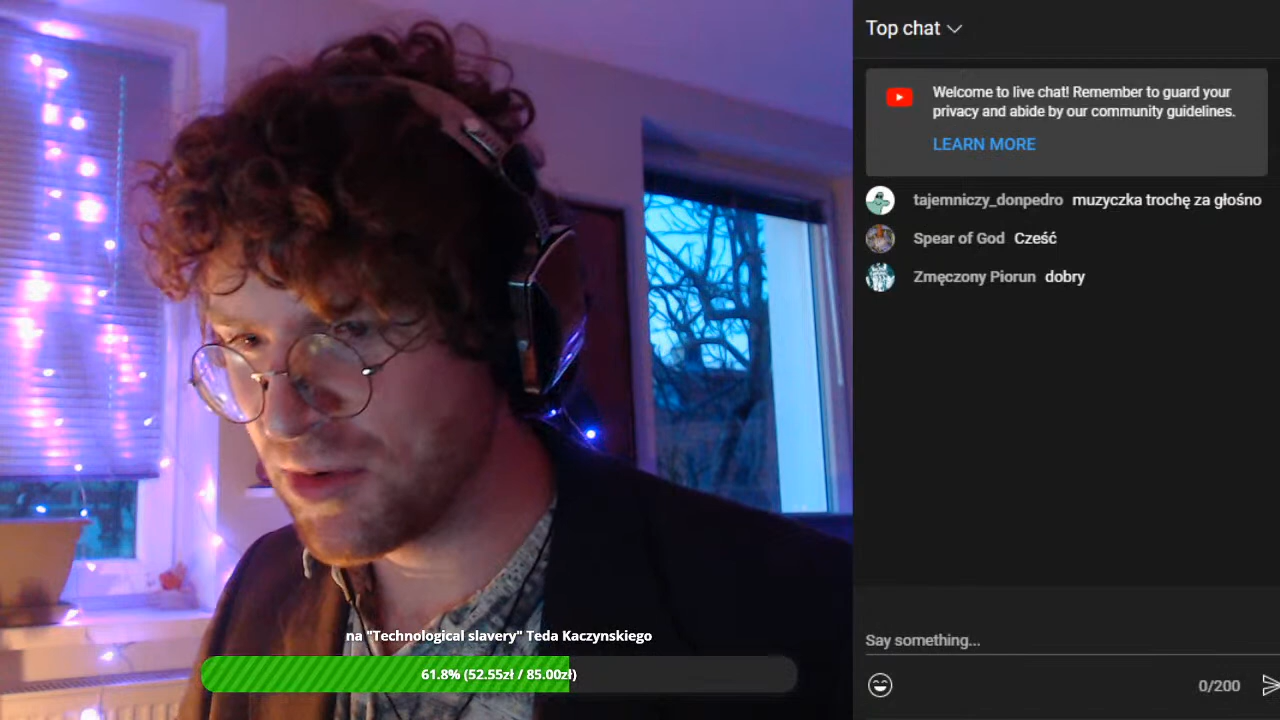 Top chat
Welcome to live chat! Remember to guard your
privacy and abide by our community guidelines.
LEARN MORE
tajemniczy_donpedro muzyczka trochę za głośno
Spear of God Cześć
Zmęczony Piorun dobry
na "Technological slavery" Teda Kaczynskiego
61.8% (52.55zł / 85.00zł)
Say something...
0/200